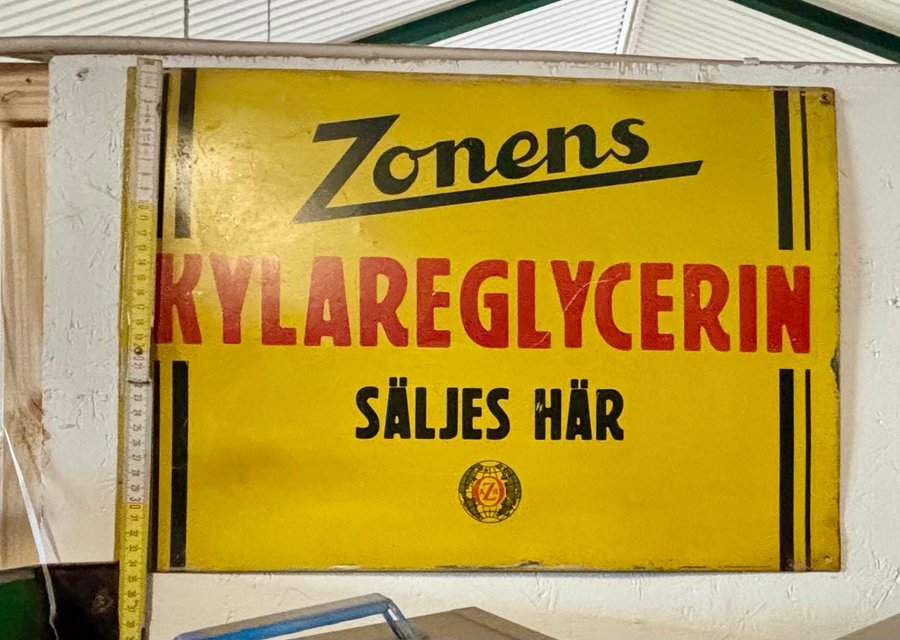 Zonens
KYLAREGLYCERIN
SÄLJES HÄR